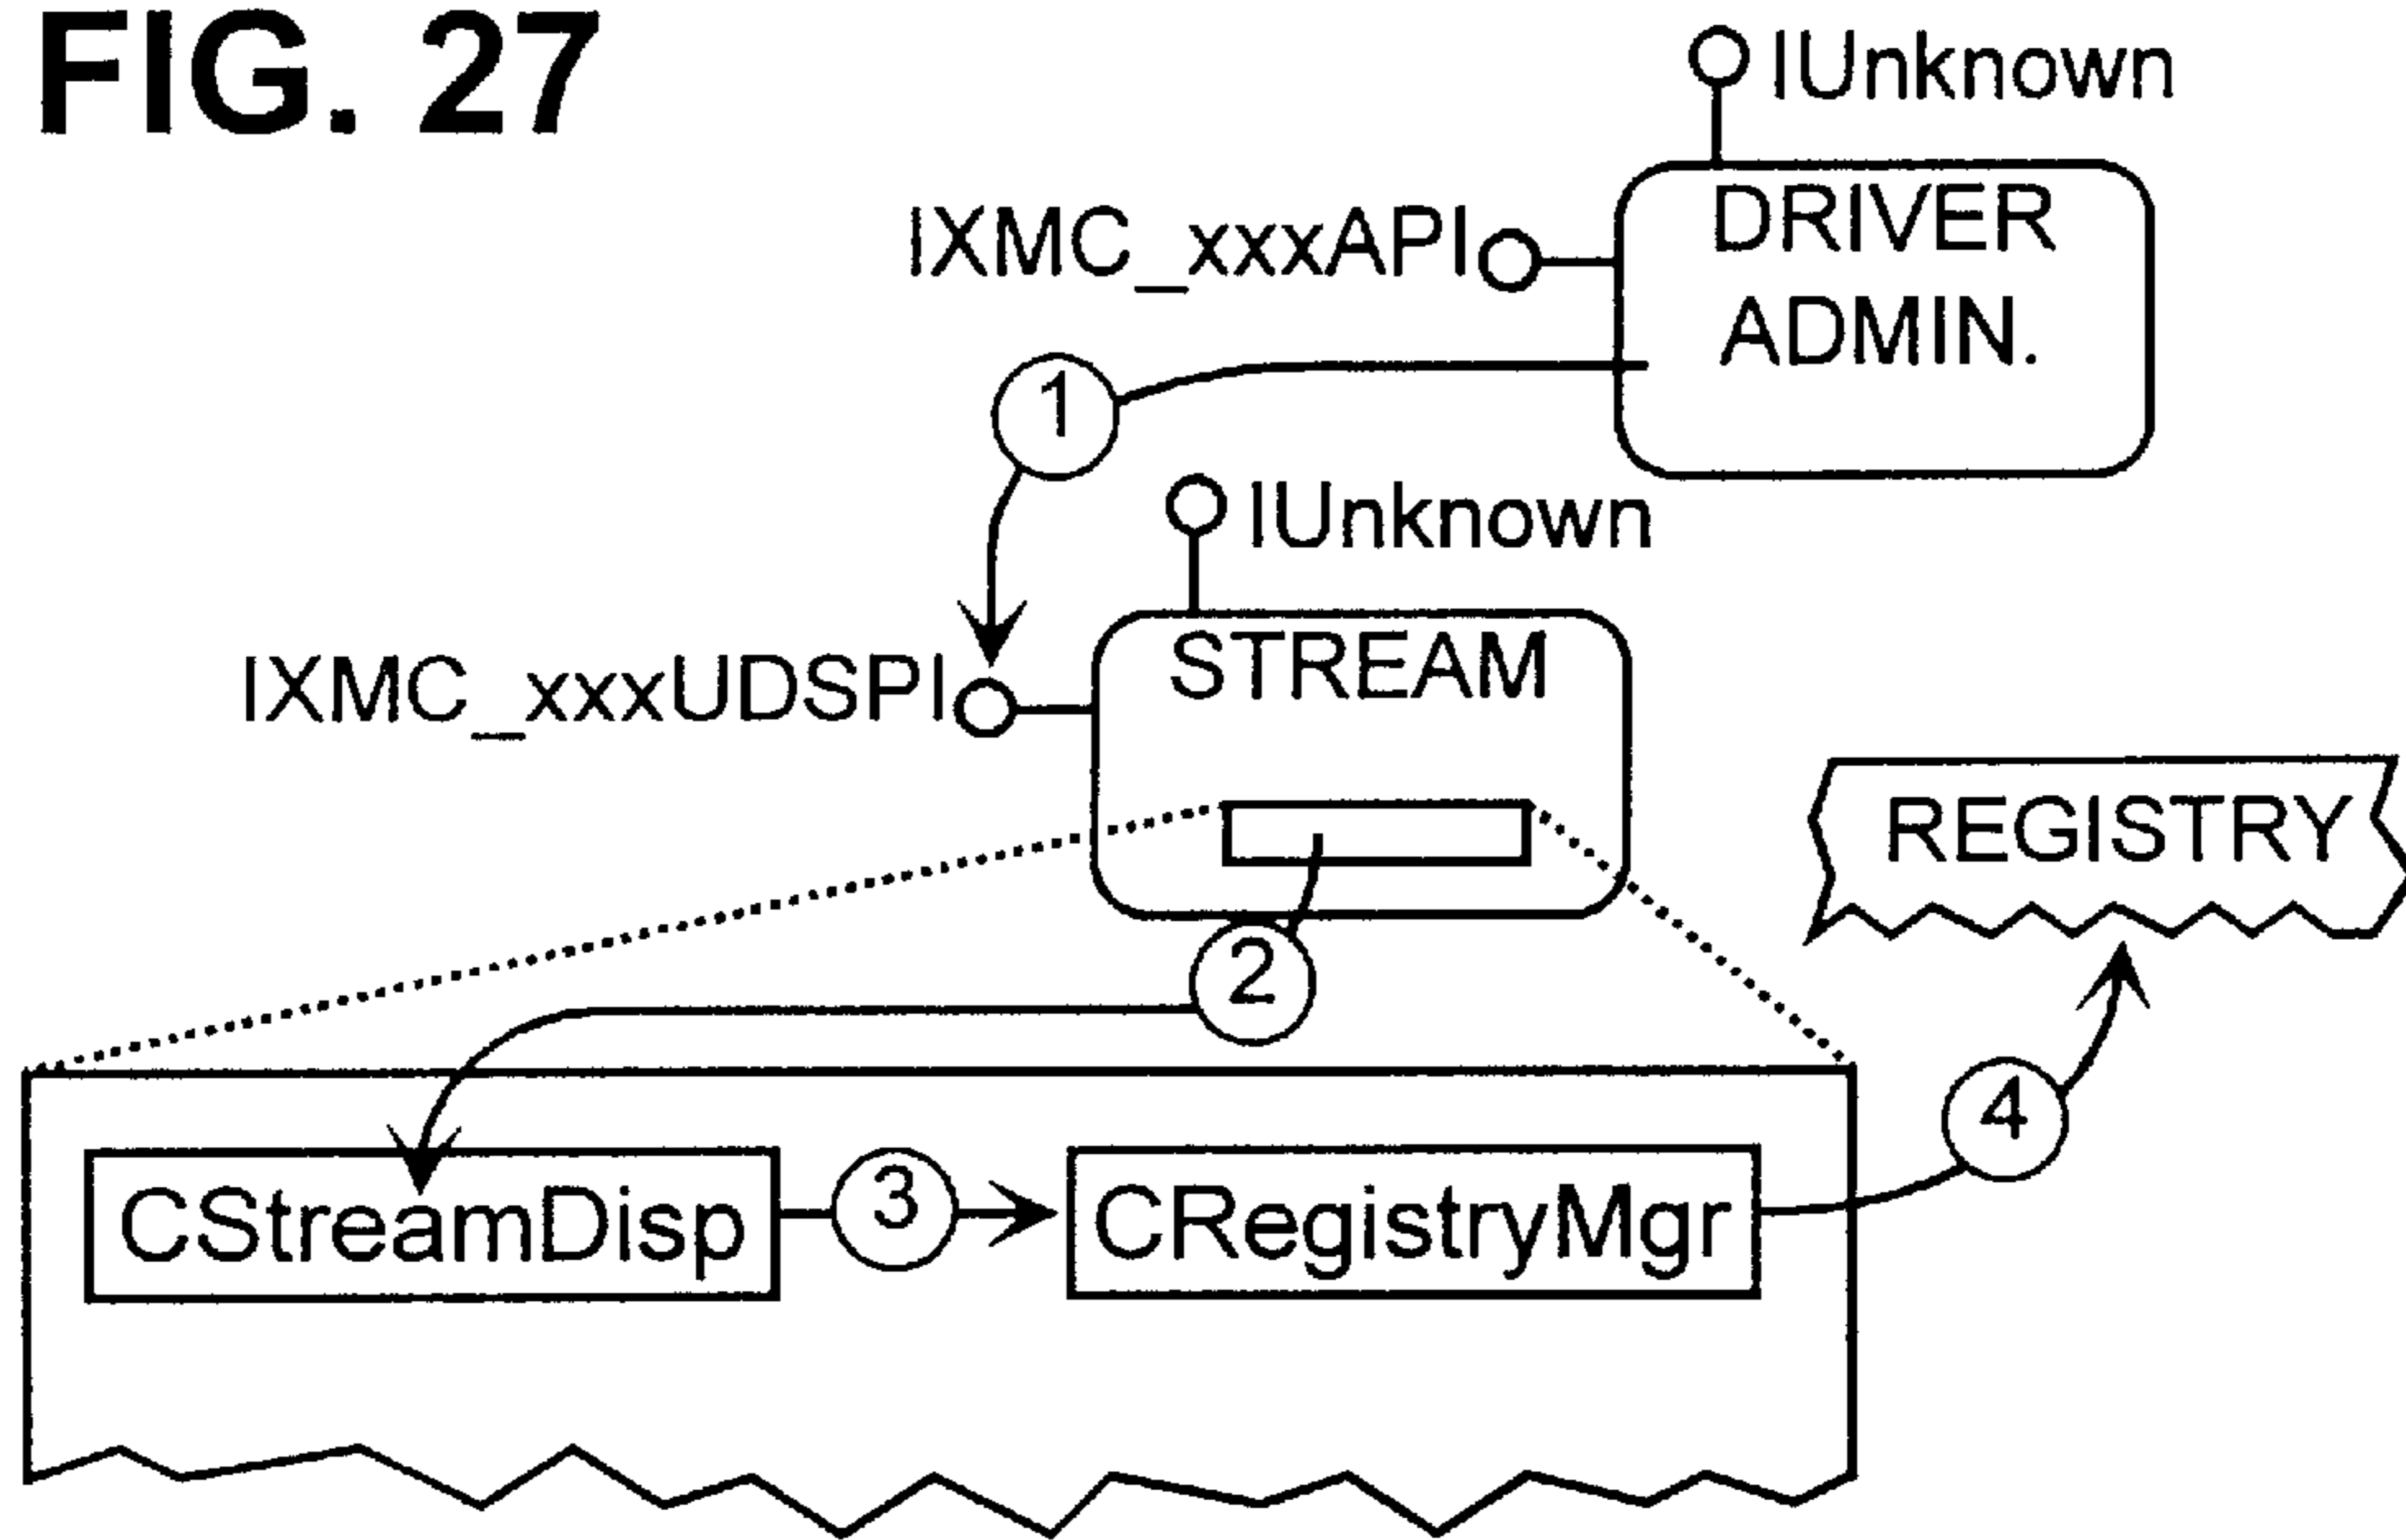 FIG. 27
IUnknown
IXMC_xxxAPI
DRIVER
ADMIN.
1
IUnknown
IXMC_xxxUDSPI
STREAM
REGISTRY
2
4
CStreamDisp
3
CRegistryMgr